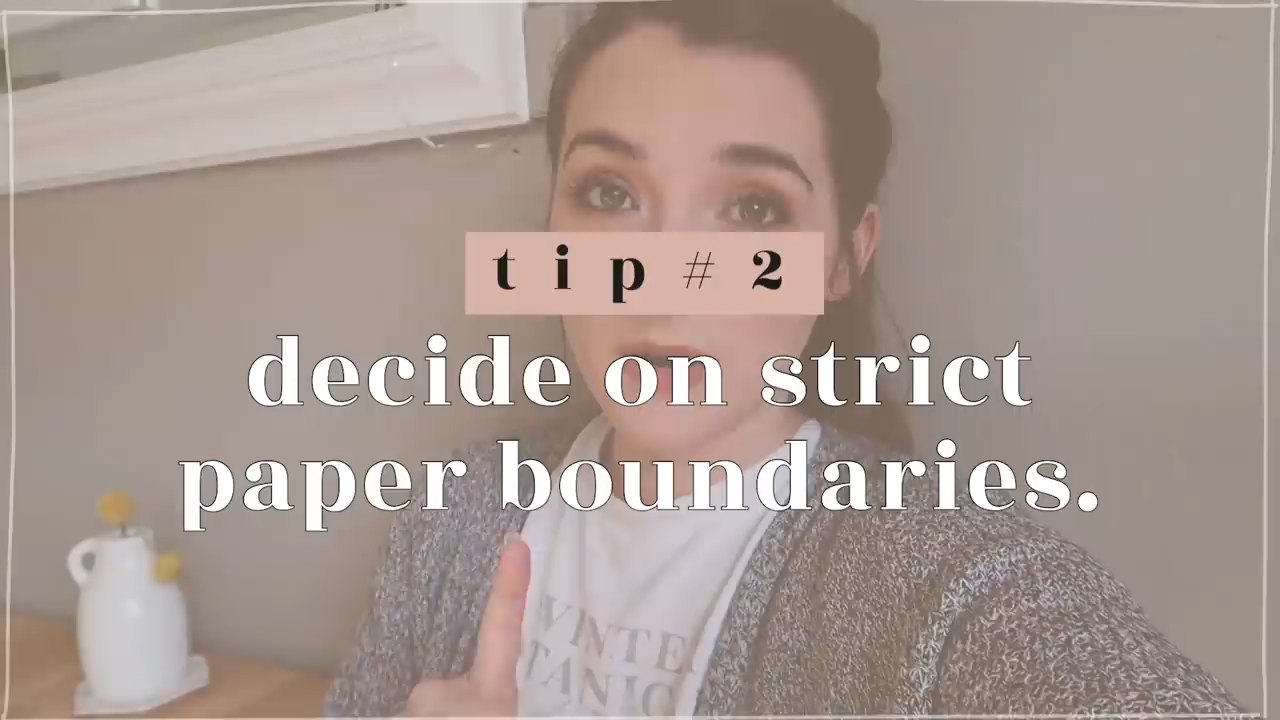 tip #2
decide on strict
paper boundaries.